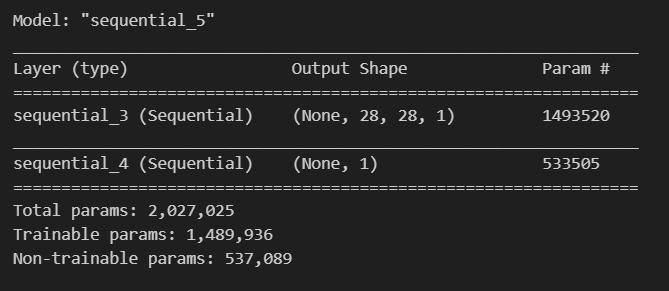 Model: "sequential_5"
_________________________________________________________________
Layer (type)                 Output Shape              Param #
=================================================================
sequential_3 (Sequential)    (None, 28, 28, 1)         1493520
_________________________________________________________________
sequential_4 (Sequential)    (None, 1)                 533505
=================================================================
Total params: 2,027,025
Trainable params: 1,489,936
Non-trainable params: 537,089